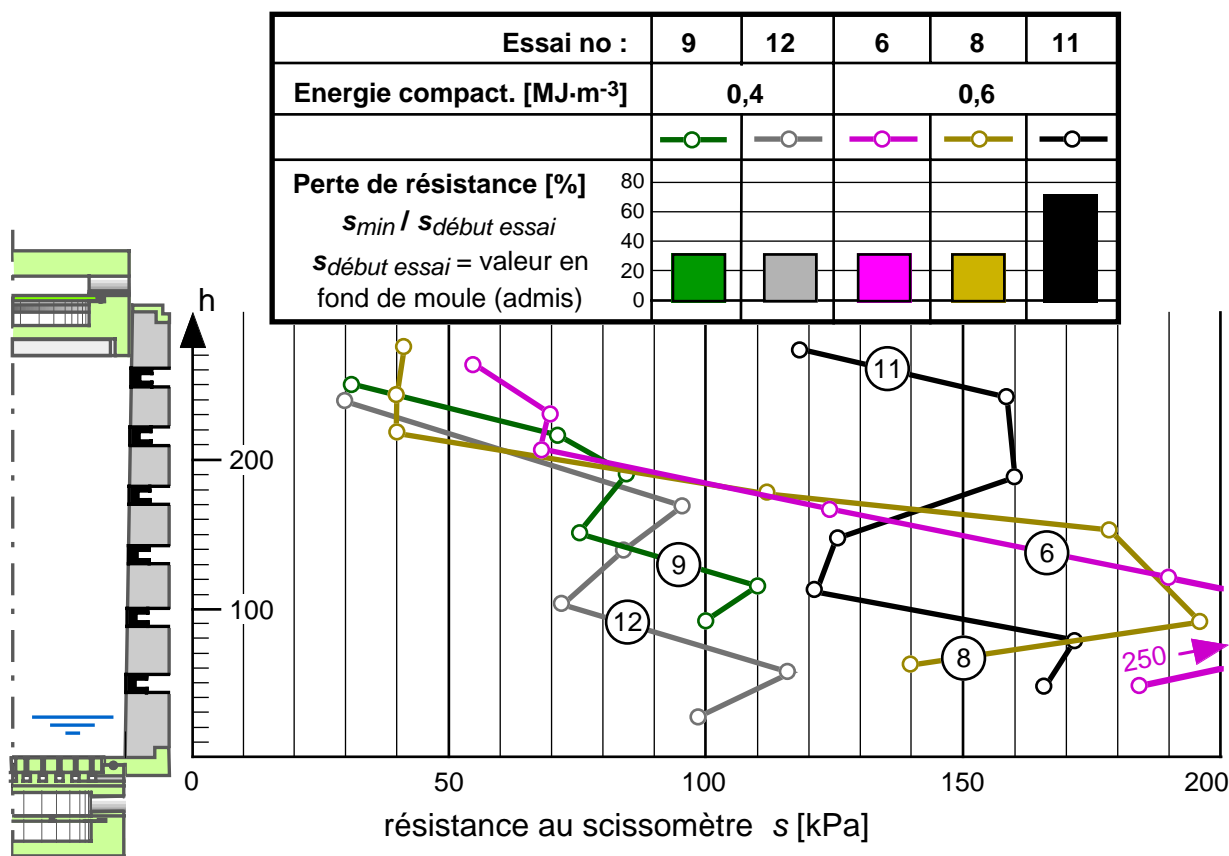 Essai no : 9 12 6 8 11
Energie compact. [MJ·m-3] 0,4 0,6
Perte de résistance [%]
smin / sdébut essai
sdébut essai = valeur en
fond de moule (admis)
80
60
40
20
0
h
200
100
11
9
6
12
8
250
0 50 100 150 200
résistance au scissomètre s [kPa]